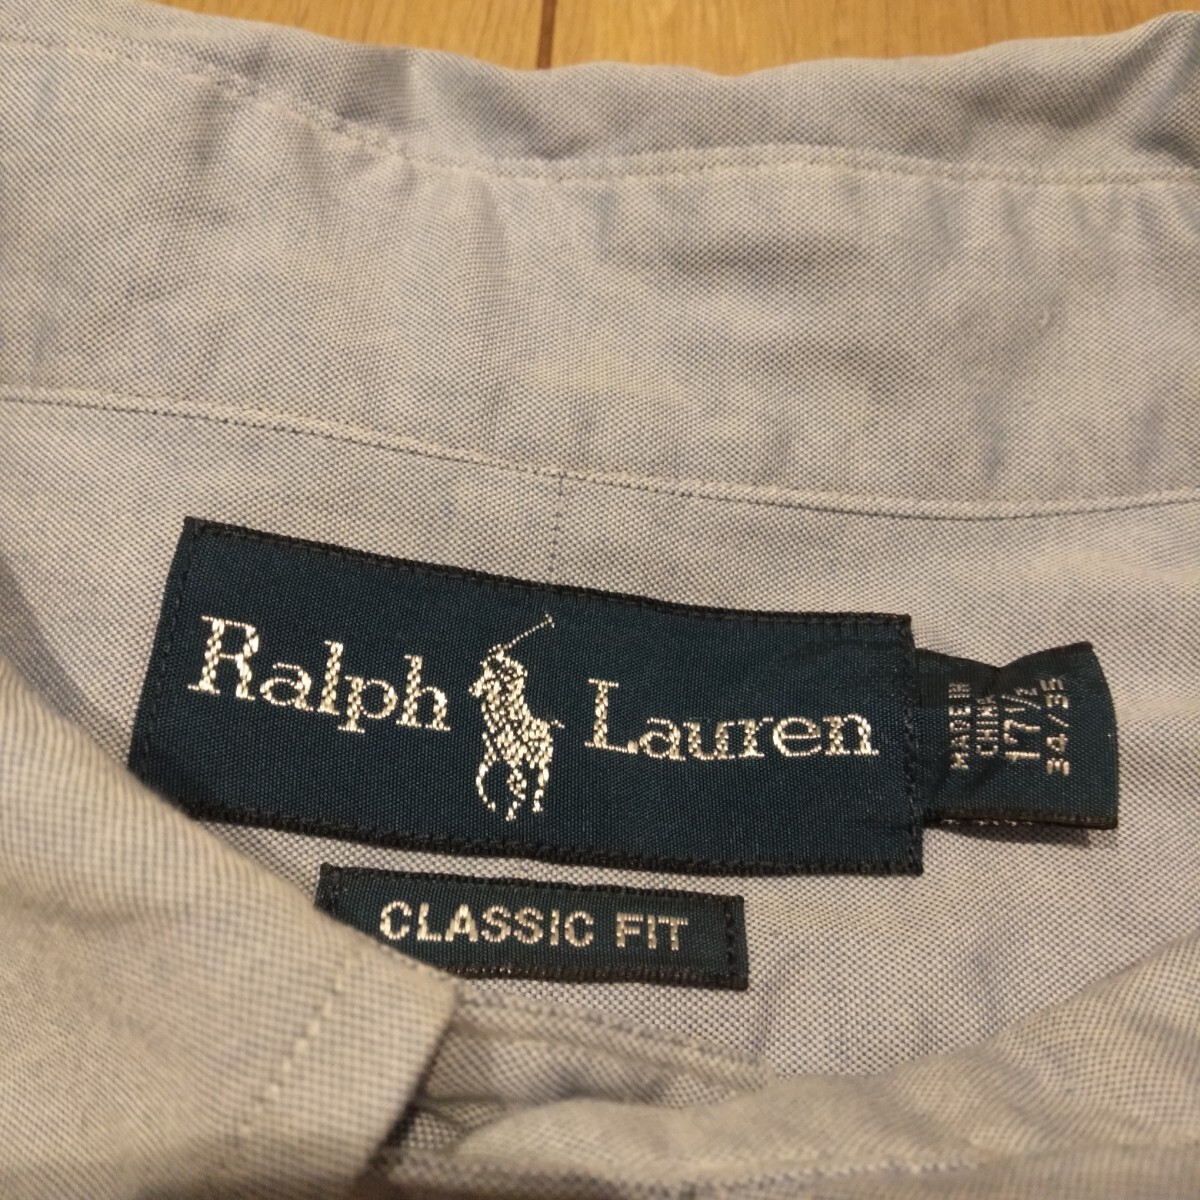 Ralph Lauren
MADE IN
CHINA
17 1/2
34/35
CLASSIC FIT